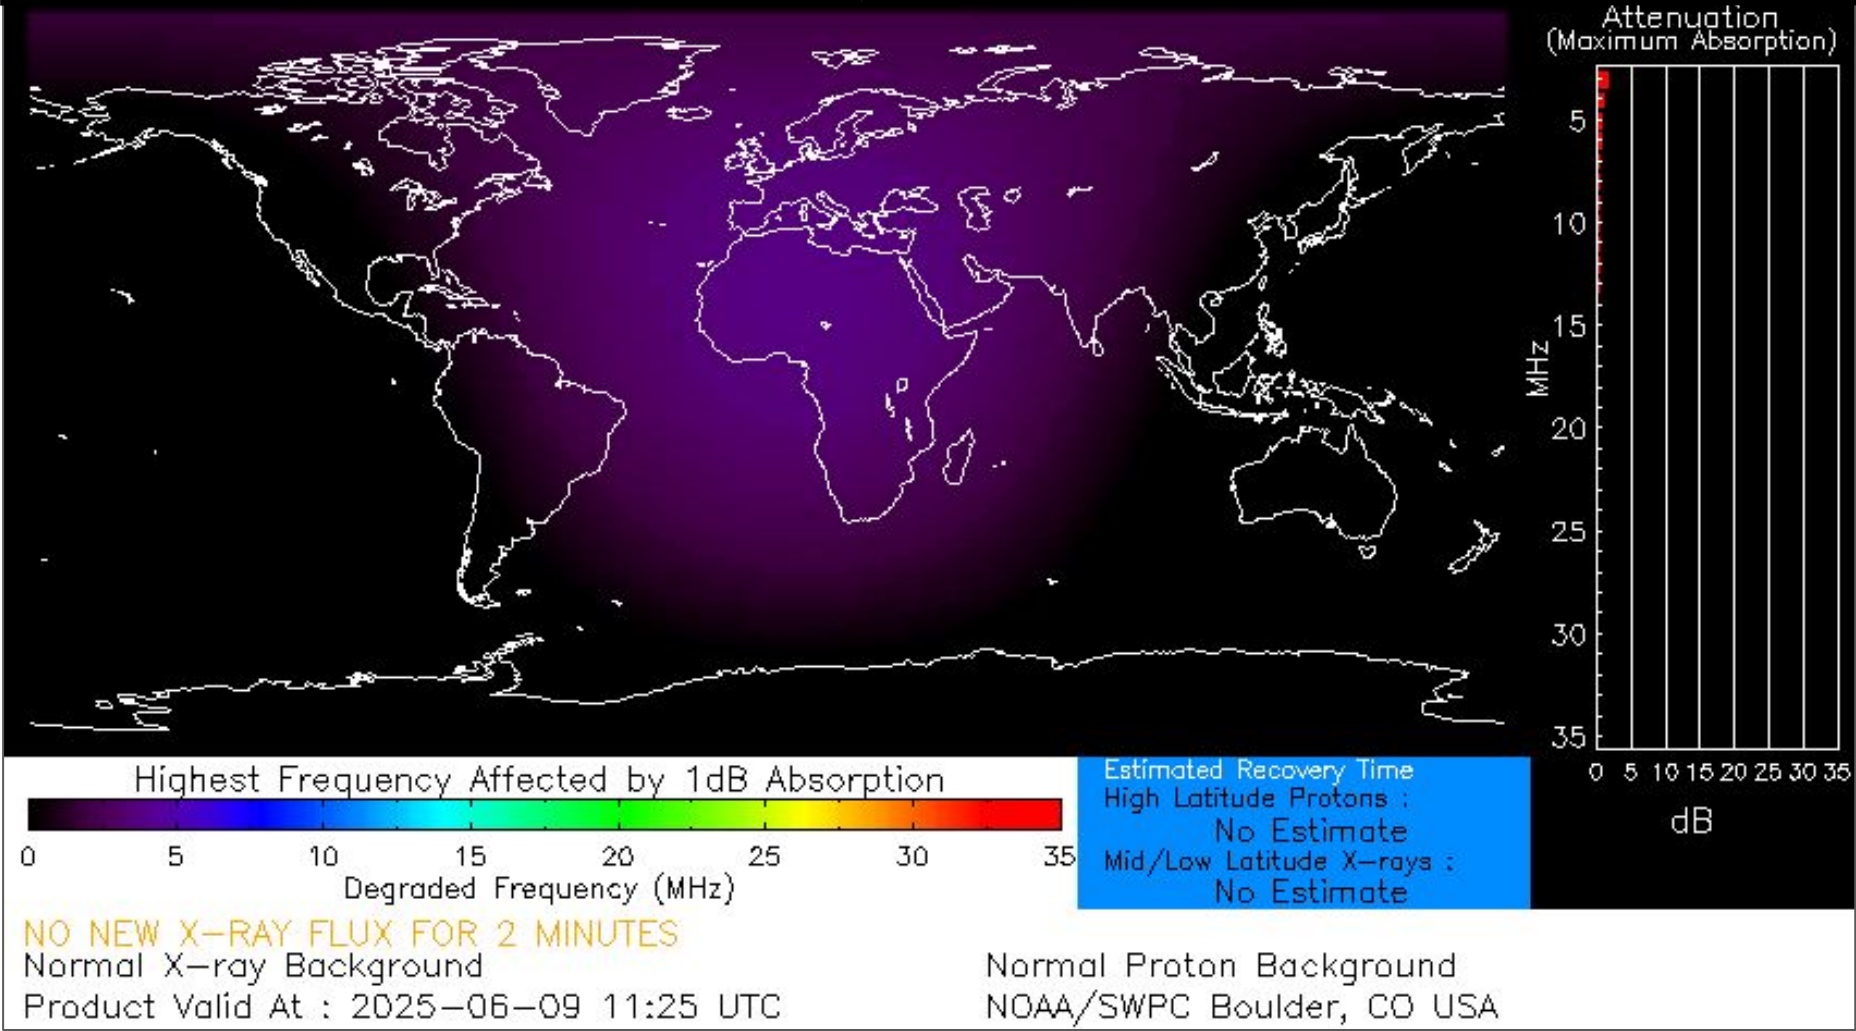 Attenuation
(Maximum Absorption)
5
10
15
20
25
30
35
MHz
0 5 10 15 20 25 30 35
dB
Highest Frequency Affected by 1dB Absorption
0 5 10 15 20 25 30 35
Degraded Frequency (MHz)
Estimated Recovery Time
High Latitude Protons :
No Estimate
Mid/Low Latitude X-rays :
No Estimate
NO NEW X-RAY FLUX FOR 2 MINUTES
Normal X-ray Background
Normal Proton Background
Product Valid At : 2025-06-09 11:25 UTC
NOAA/SWPC Boulder, CO USA